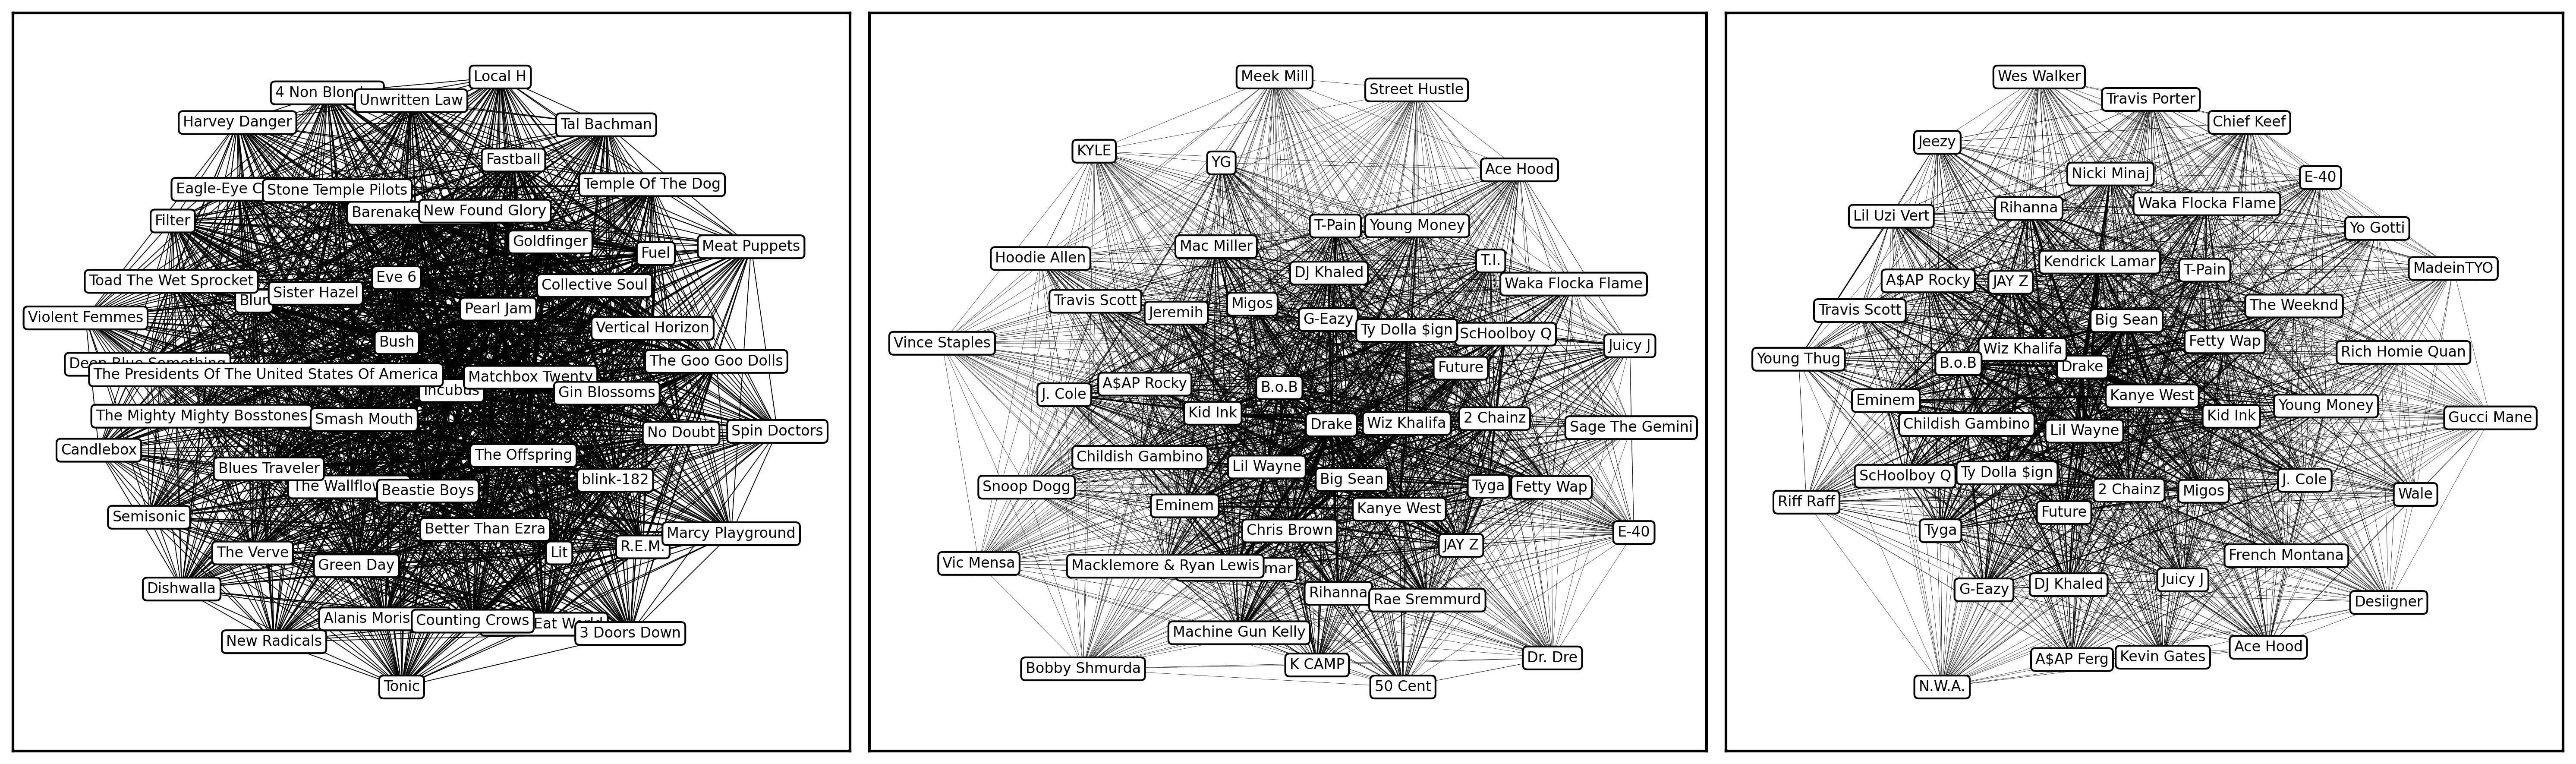 Local H
4 Non Blon
Unwritten Law
Harvey Danger
Tal Bachman
Fastball
Eagle-Eye C
Stone Temple Pilots
Temple Of The Dog
Filter
Barenake
New Found Glory
Goldfinger
Meat Puppets
Fuel
Toad The Wet Sprocket
Eve 6
Collective Soul
Blur
Sister Hazel
Pearl Jam
Violent Femmes
Vertical Horizon
Bush
Deep Blue Something
The Goo Goo Dolls
The Presidents Of The United States Of America
Matchbox Twenty
Incubus
Gin Blossoms
The Mighty Mighty Bosstones
Smash Mouth
No Doubt
Spin Doctors
Candlebox
The Offspring
Blues Traveler
blink-182
The Wallflow
Beastie Boys
Semisonic
Better Than Ezra
Marcy Playground
The Verve
Lit
R.E.M.
Green Day
Dishwalla
Alanis Moris
Counting Crows
Eat World
3 Doors Down
New Radicals
Tonic
Meek Mill
Street Hustle
KYLE
YG
Ace Hood
T-Pain
Young Money
Mac Miller
Hoodie Allen
T.I.
DJ Khaled
Waka Flocka Flame
Travis Scott
Jeremih
Migos
G-Eazy
Ty Dolla $ign
ScHoolboy Q
Vince Staples
Juicy J
Future
A$AP Rocky
J. Cole
B.o.B
Kid Ink
Drake
Wiz Khalifa
2 Chainz
Sage The Gemini
Childish Gambino
Lil Wayne
Big Sean
Snoop Dogg
Tyga
Fetty Wap
Eminem
Kanye West
Chris Brown
E-40
JAY Z
Vic Mensa
Macklemore & Ryan Lewis
mar
Rihanna
Rae Sremmurd
Machine Gun Kelly
Bobby Shmurda
K CAMP
Dr. Dre
50 Cent
Wes Walker
Travis Porter
Chief Keef
Jeezy
Nicki Minaj
E-40
Lil Uzi Vert
Rihanna
Waka Flocka Flame
Yo Gotti
Kendrick Lamar
T-Pain
MadeinTYO
A$AP Rocky
JAY Z
Travis Scott
The Weeknd
Big Sean
Young Thug
Wiz Khalifa
Fetty Wap
Rich Homie Quan
B.o.B
Drake
Eminem
Kanye West
Kid Ink
Young Money
Gucci Mane
Childish Gambino
Lil Wayne
ScHoolboy Q
Ty Dolla $ign
J. Cole
Riff Raff
2 Chainz
Migos
Wale
Future
Tyga
French Montana
G-Eazy
DJ Khaled
Juicy J
Desiigner
A$AP Ferg
Kevin Gates
Ace Hood
N.W.A.